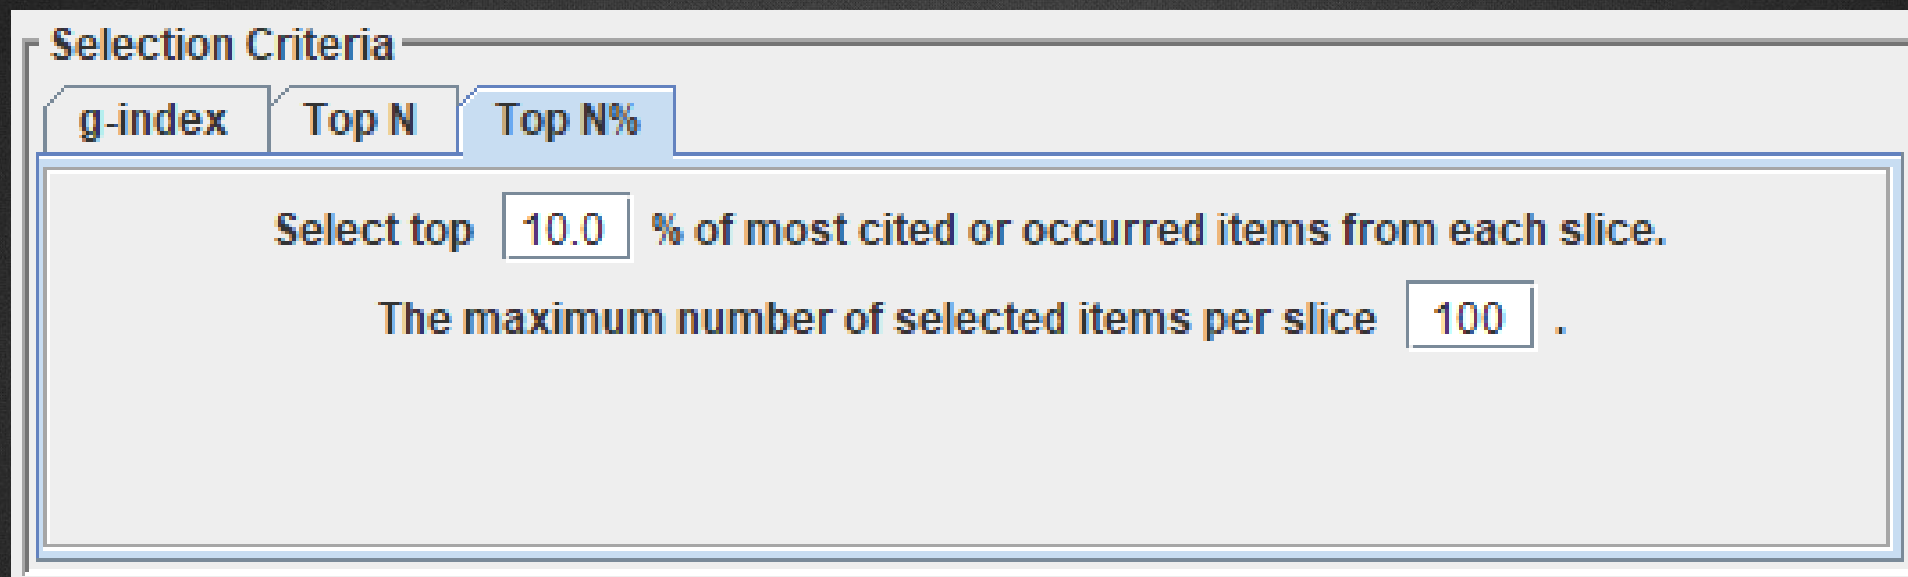 Selection Criteria
g-index Top N Top N%
Select top 10.0 % of most cited or occurred items from each slice.
The maximum number of selected items per slice 100 .